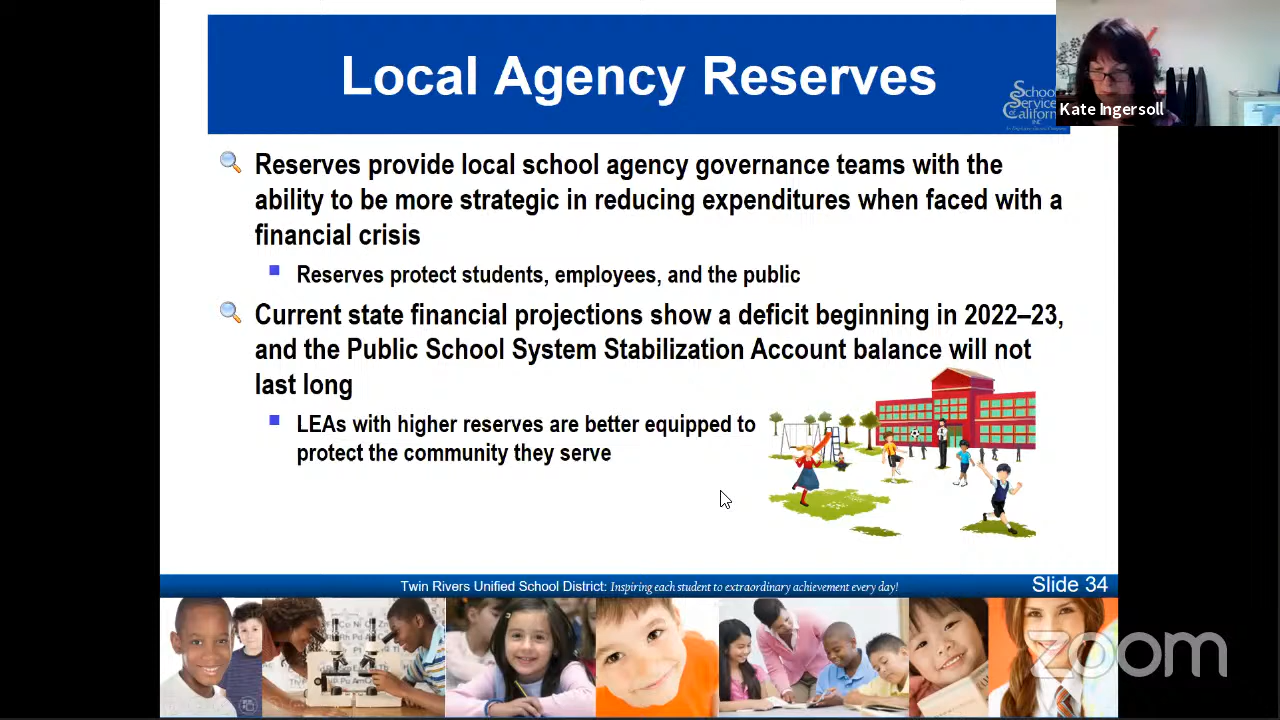 Local Agency Reserves
School
Service
of California
INC
Kate Ingersoll
Reserves provide local school agency governance teams with the
ability to be more strategic in reducing expenditures when faced with a
financial crisis
Reserves protect students, employees, and the public
Current state financial projections show a deficit beginning in 2022–23,
and the Public School System Stabilization Account balance will not
last long
LEAs with higher reserves are better equipped to
protect the community they serve
Twin Rivers Unified School District: Inspiring each student to extraordinary achievement every day!
Slide 34
zoom